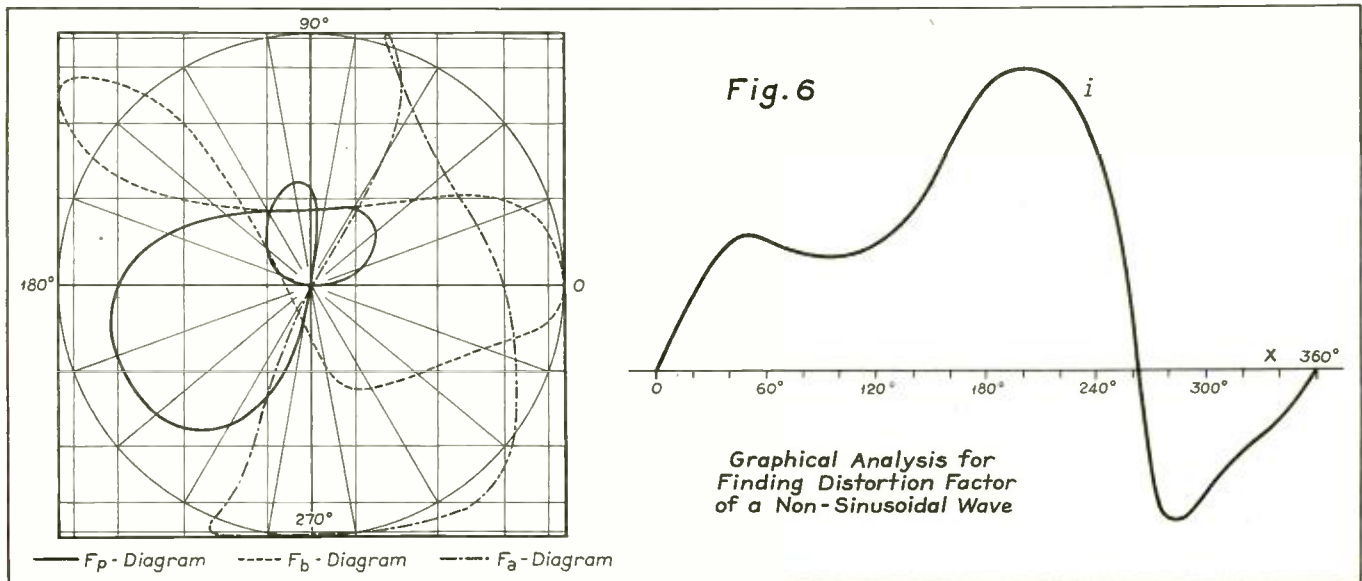 90°
180°
0
270°
Fp-Diagram
Fb-Diagram
Fa-Diagram
Fig. 6
i
x 360°
0 60° 120° 180° 240° 300°
Graphical Analysis for
Finding Distortion Factor
of a Non-Sinusoidal Wave